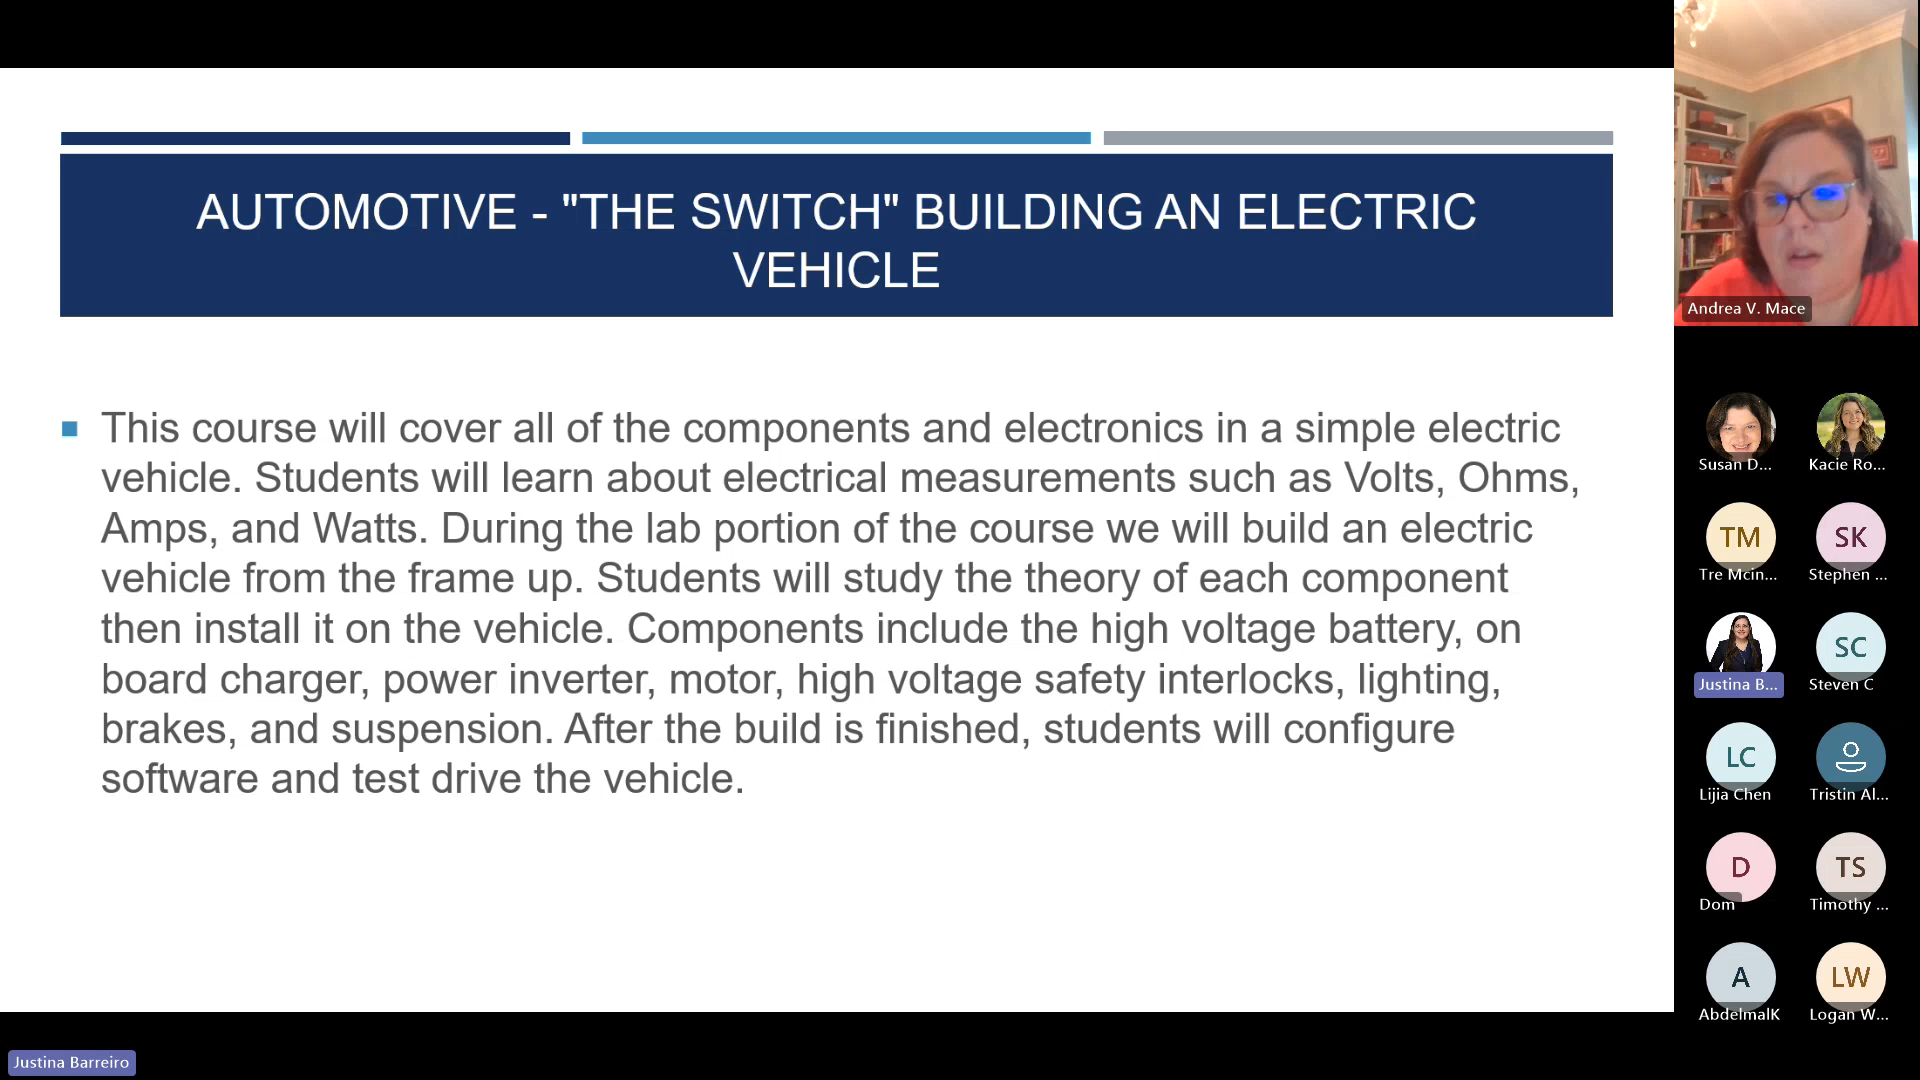 AUTOMOTIVE - "THE SWITCH" BUILDING AN ELECTRIC
VEHICLE
This course will cover all of the components and electronics in a simple electric
vehicle. Students will learn about electrical measurements such as Volts, Ohms,
Amps, and Watts. During the lab portion of the course we will build an electric
vehicle from the frame up. Students will study the theory of each component
then install it on the vehicle. Components include the high voltage battery, on
board charger, power inverter, motor, high voltage safety interlocks, lighting,
brakes, and suspension. After the build is finished, students will configure
software and test drive the vehicle.
Andrea V. Mace
Susan D...
Kacie Ro...
TM
Tre Mcin...
SK
Stephen ...
Justina B...
SC
Steven C
LC
Lijia Chen
Tristin Al...
D
Dom
TS
Timothy ...
A
AbdelmalK
LW
Logan W...
Justina Barreiro